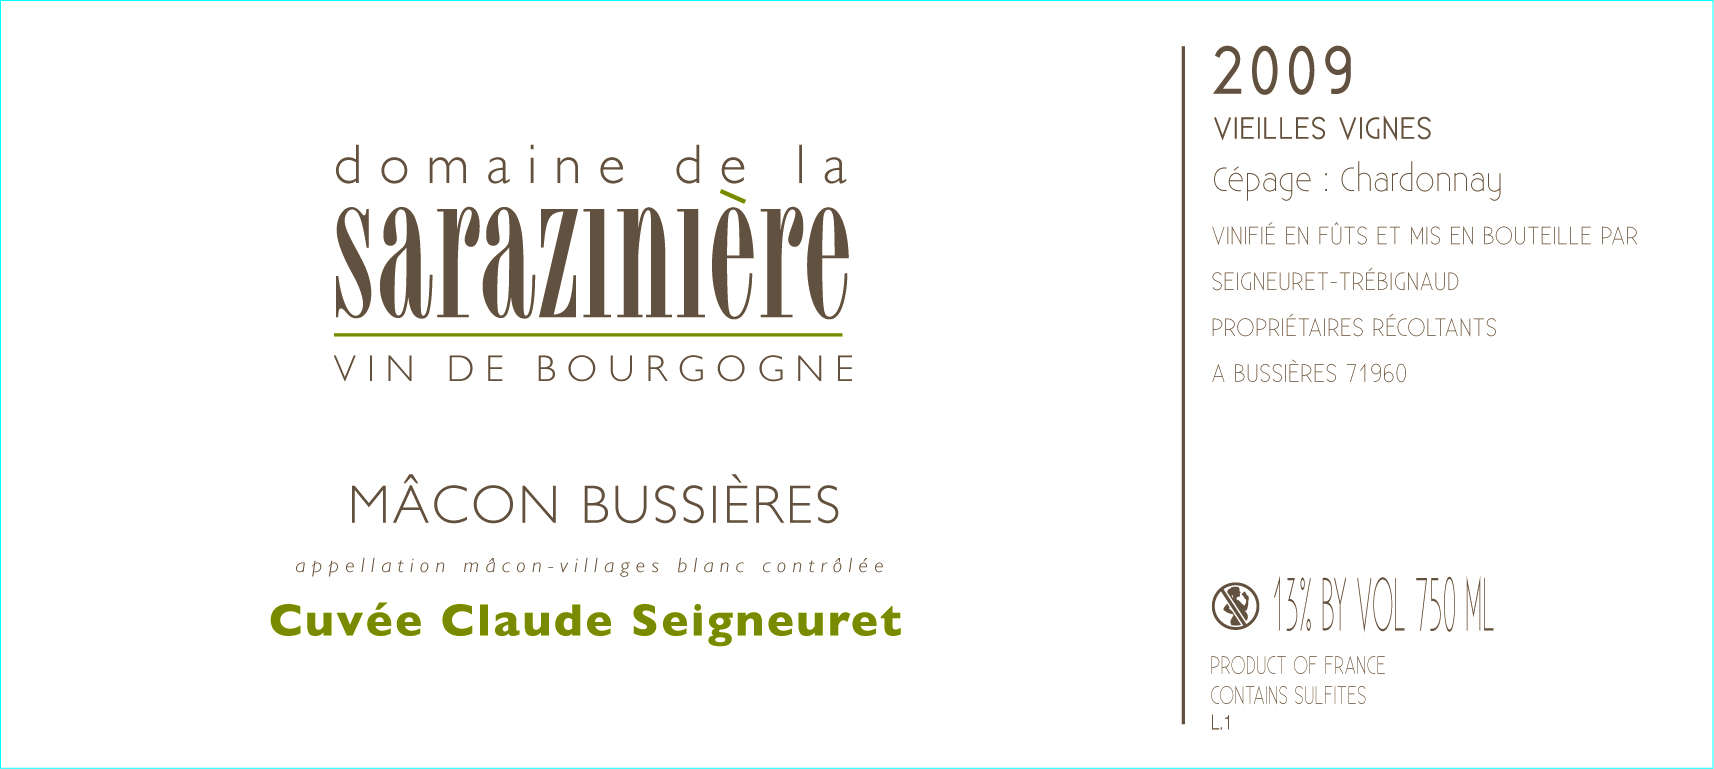 domaine de la
sarazinière
VIN DE BOURGOGNE
MÂCON BUSSIÈRES
appellation mâcon-villages blanc contrôlée
Cuvée Claude Seigneuret
2009
VIEILLES VIGNES
Cépage : Chardonnay
VINIFIÉ EN FÛTS ET MIS EN BOUTEILLE PAR
SEIGNEURET-TRÉBIGNAUD
PROPRIÉTAIRES RÉCOLTANTS
A BUSSIÈRES 71960
13% BY VOL 750 ML
PRODUCT OF FRANCE
CONTAINS SULFITES
L.1